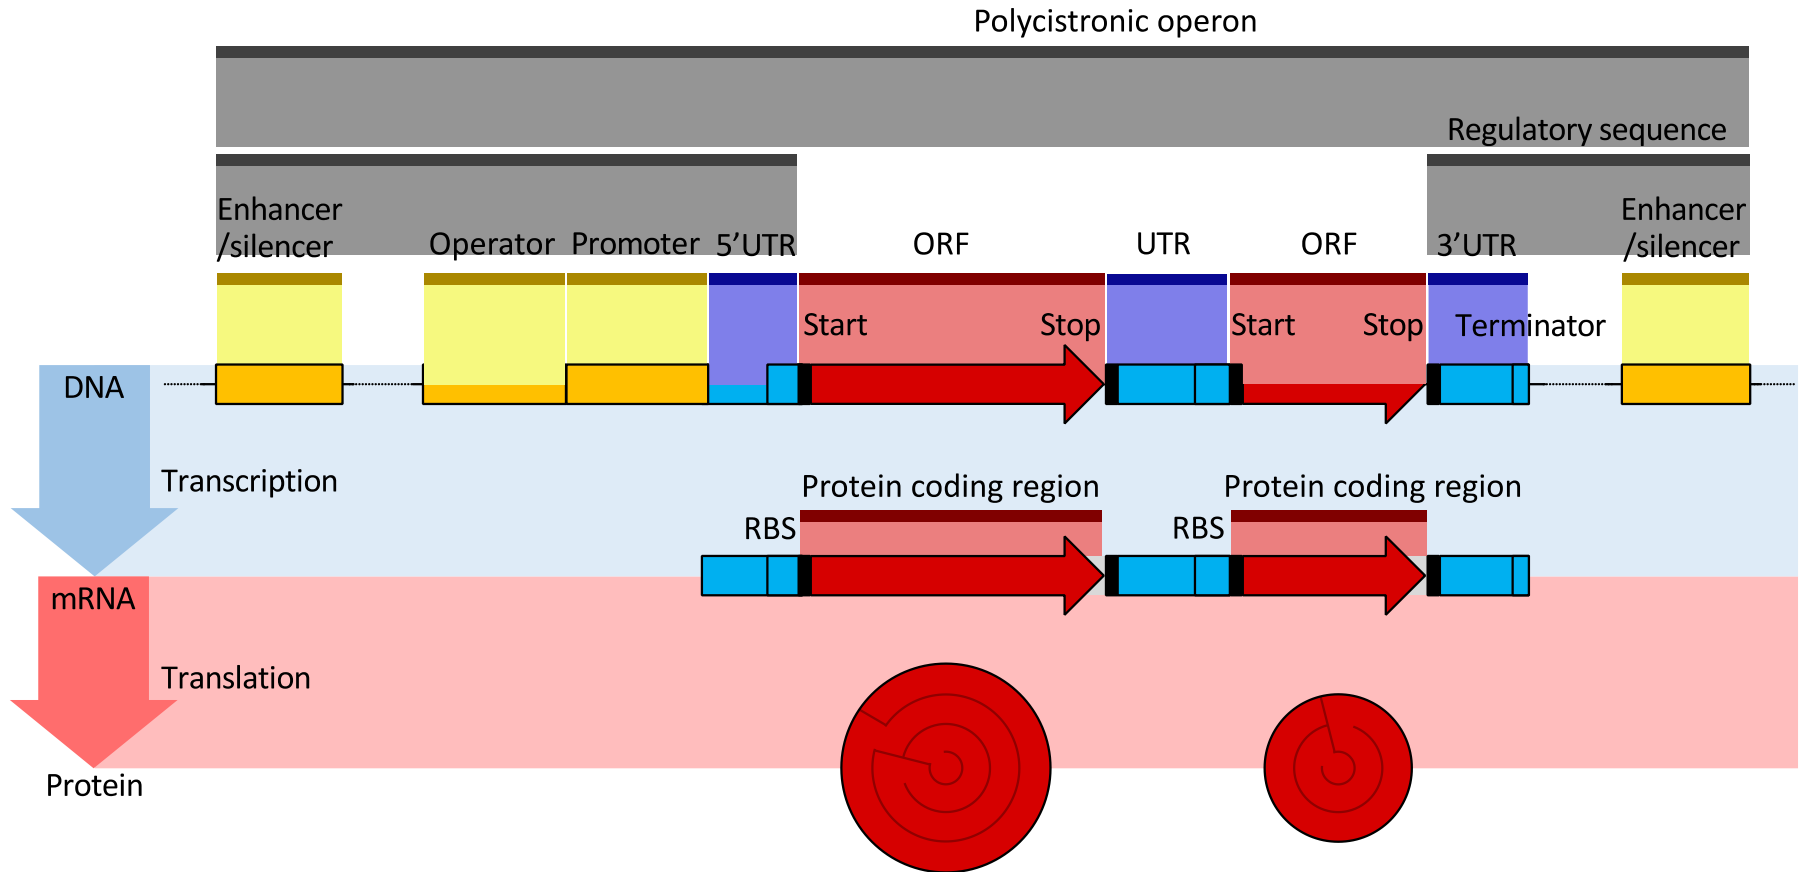 Polycistronic operon
Regulatory sequence
Enhancer
/silencer
Operator
Promoter
5’UTR
ORF
UTR
ORF
3’UTR
Enhancer
/silencer
Start
Stop
Start
Stop
Terminator
DNA
Transcription
Protein coding region
Protein coding region
RBS
RBS
mRNA
Translation
Protein